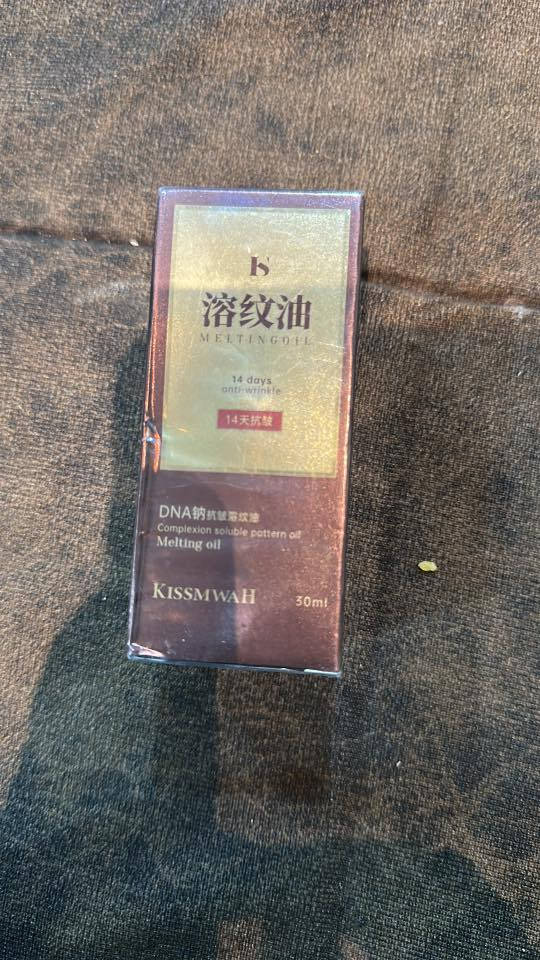 溶纹油
MELTINGOIL
14 days
anti-wrinkle
14天抗皱
DNA钠抗皱溶纹油
Complexion soluble pattern oil
Melting oil
KISSMWAH 30ml